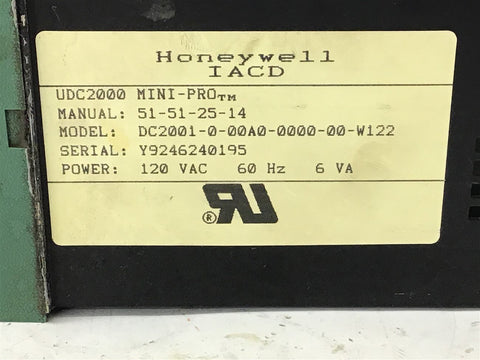 Honeywell
IACD
UDC2000 MINI-PRO™
MANUAL: 51-51-25-14
MODEL: DC2001-0-00A0-0000-00-W122
SERIAL: Y9246240195
POWER: 120 VAC 60 Hz 6 VA
RU®